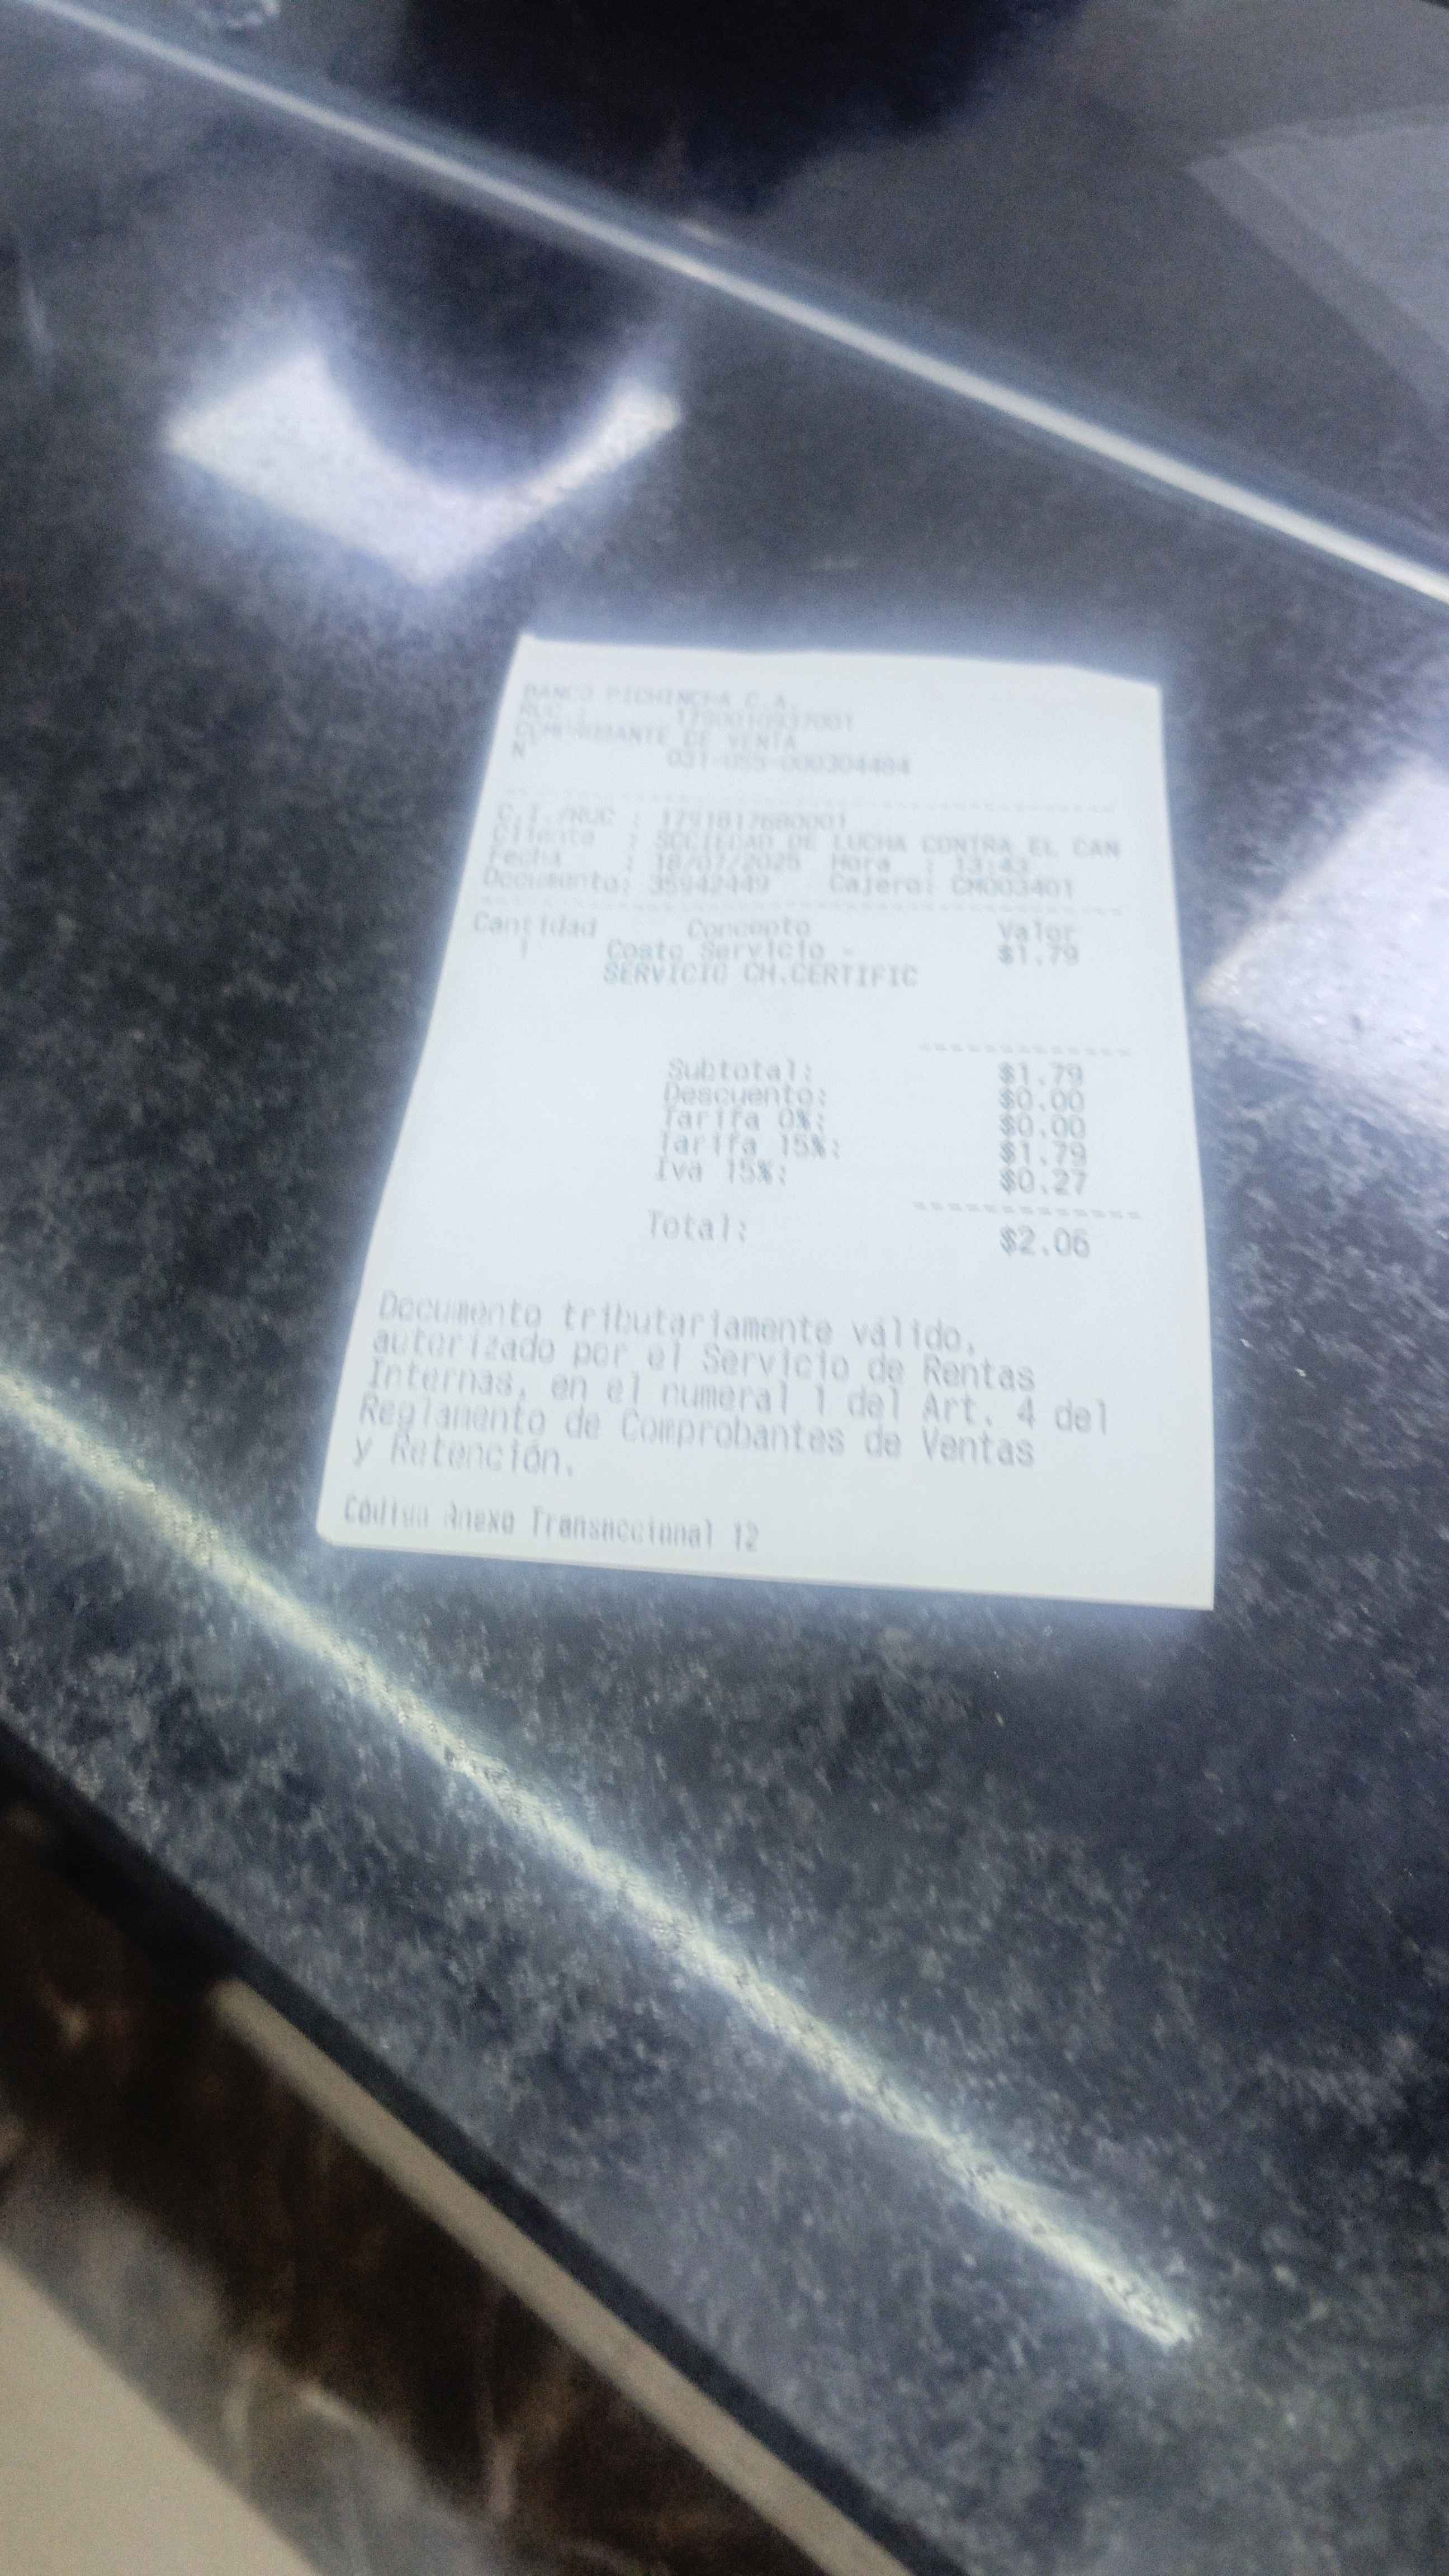 BANCO PICHINCHA C.A.
RUC : 1790010937001
COMPROBANTE DE VENTA
N° 031-055-000304484
C.I./RUC : 1791817680001
Cliente : SOCIEDAD DE LUCHA CONTRA EL CAN
Fecha : 18/07/2025 Hora : 13:43
Documento: 35942449 Cajero: CM003401
Cantidad Concepto Valor
1 Costo Servicio - $1.79
SERVICIO CH.CERTIFIC
Subtotal: $1.79
Descuento: $0.00
Tarifa 0%: $0.00
Tarifa 15%: $1.79
Iva 15%: $0.27
Total: $2.06
Documento tributariamente válido,
autorizado por el Servicio de Rentas
Internas, en el numeral 1 del Art. 4 del
Reglamento de Comprobantes de Ventas
y Retención.
Código Anexo Transaccional 12